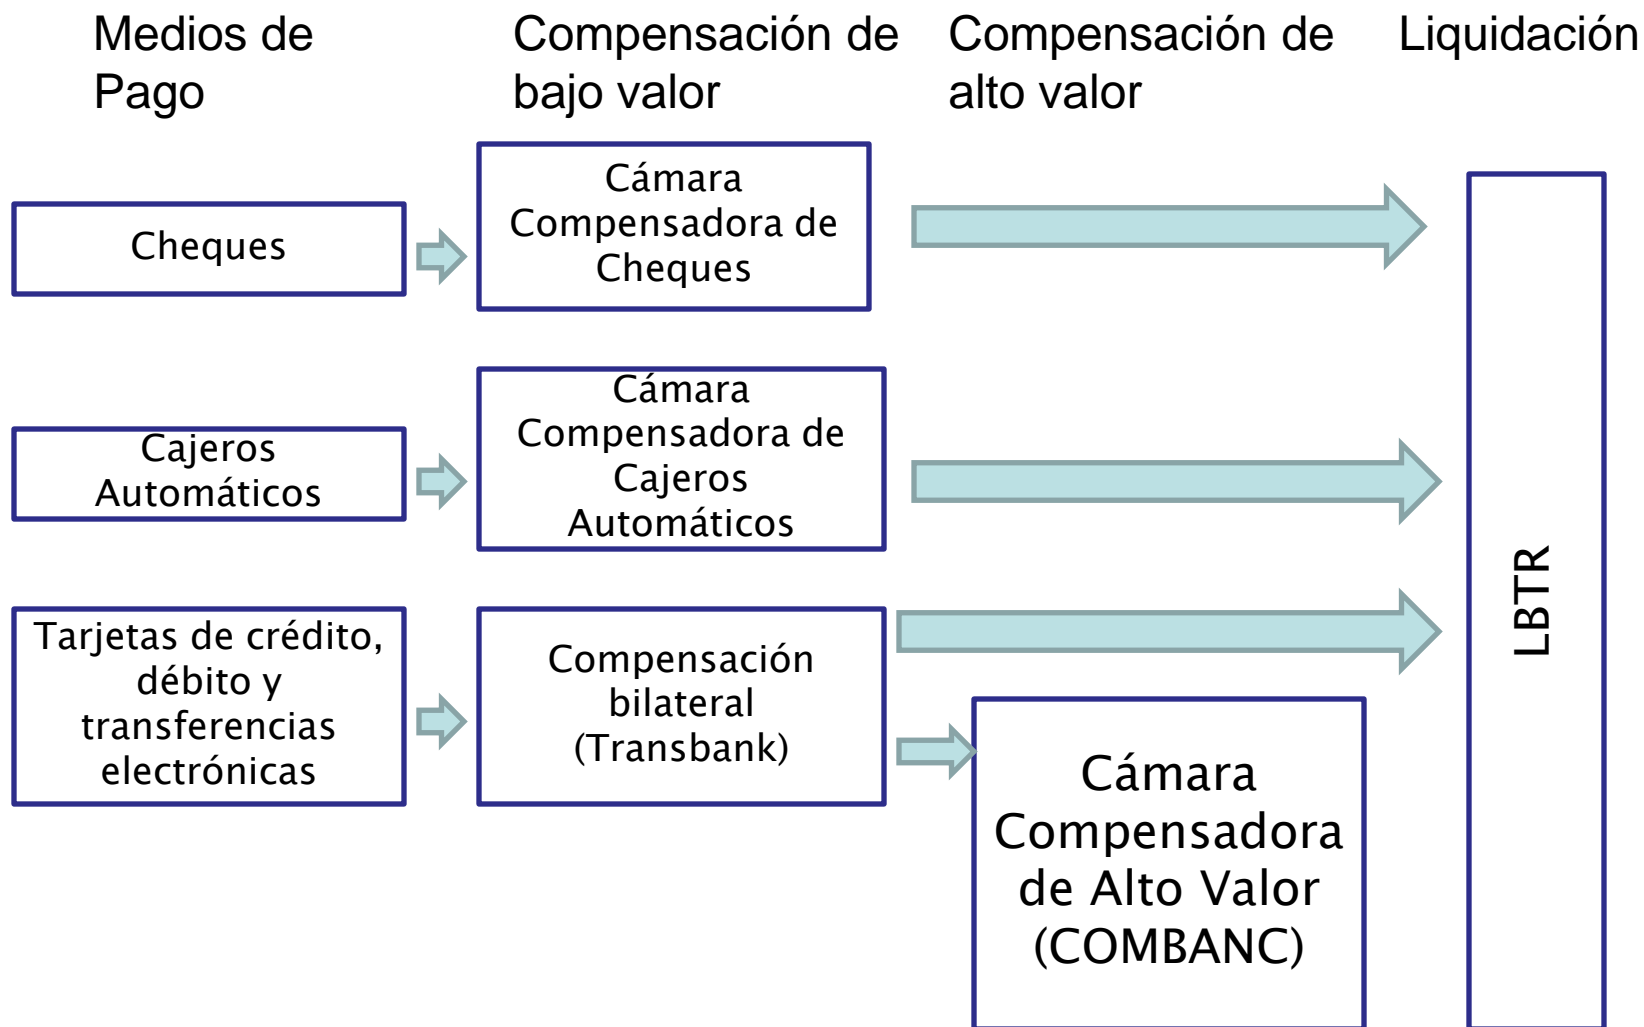 Medios de
Pago
Compensación de
bajo valor
Compensación de
alto valor
Liquidación
Cheques
Cámara
Compensadora de
Cheques
Cajeros
Automáticos
Cámara
Compensadora de
Cajeros
Automáticos
Tarjetas de crédito,
débito y
transferencias
electrónicas
Compensación
bilateral
(Transbank)
Cámara
Compensadora
de Alto Valor
(COMBANC)
LBTR